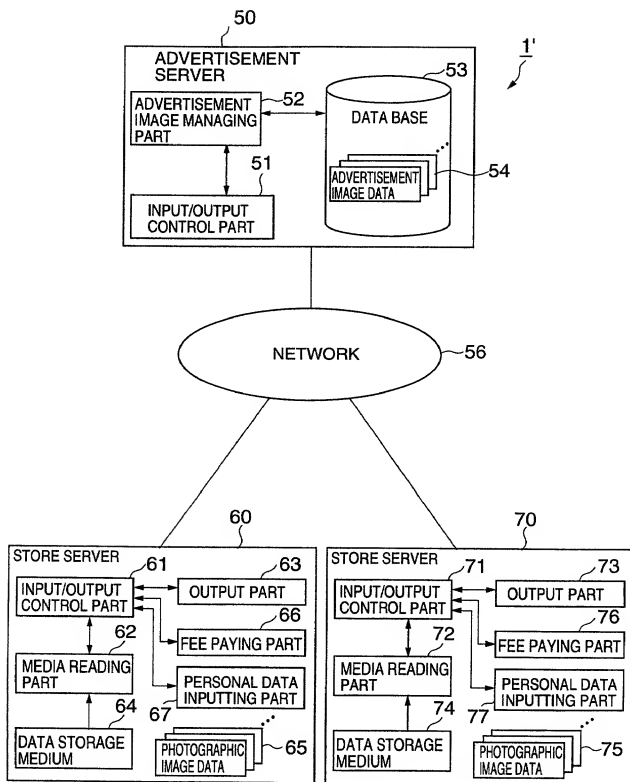 50
1'
ADVERTISEMENT
SERVER
53
52
ADVERTISEMENT
IMAGE MANAGING
PART
DATA BASE
51
ADVERTISEMENT
IMAGE DATA
54
INPUT/OUTPUT
CONTROL PART
NETWORK
56
60
STORE SERVER
61
63
INPUT/OUTPUT
CONTROL PART
OUTPUT PART
66
62
FEE PAYING PART
MEDIA READING
PART
PERSONAL DATA
INPUTTING PART
67
64
DATA STORAGE
MEDIUM
PHOTOGRAPHIC
IMAGE DATA
65
70
STORE SERVER
71
73
INPUT/OUTPUT
CONTROL PART
OUTPUT PART
76
72
FEE PAYING PART
MEDIA READING
PART
PERSONAL DATA
INPUTTING PART
77
74
DATA STORAGE
MEDIUM
PHOTOGRAPHIC
IMAGE DATA
75